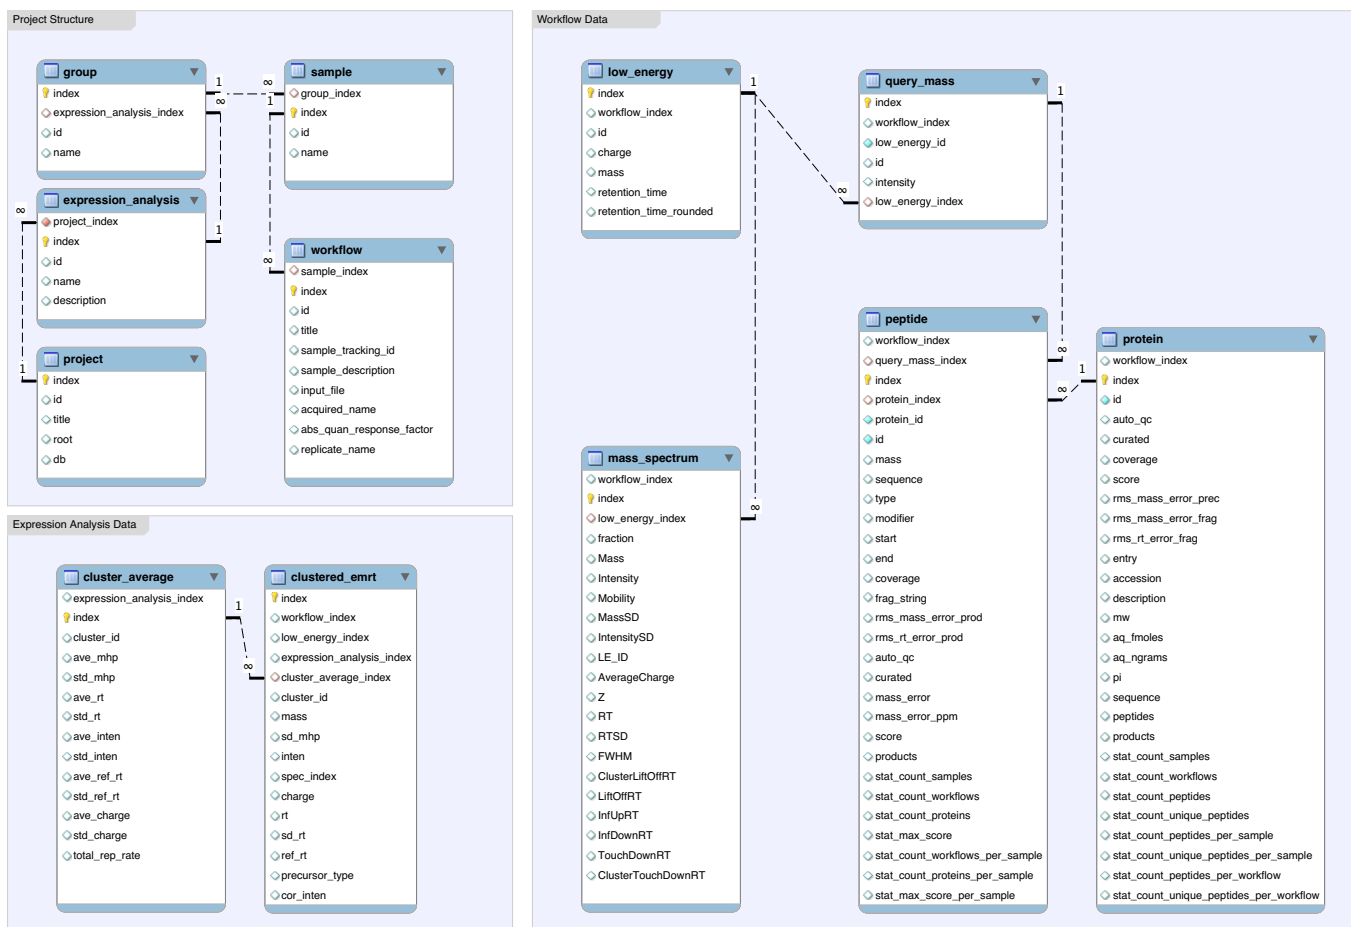 Project Structure
group
index
expression_analysis_index
id
name
1
∞
∞
1
sample
group_index
index
id
name
expression_analysis
project_index
index
id
name
description
∞
1
workflow
sample_index
index
id
title
sample_tracking_id
sample_description
input_file
acquired_name
abs_quan_response_factor
replicate_name
∞
project
index
id
title
root
db
1
Expression Analysis Data
cluster_average
expression_analysis_index
index
cluster_id
ave_mhp
std_mhp
ave_rt
std_rt
ave_inten
std_inten
ave_ref_rt
std_ref_rt
ave_charge
std_charge
total_rep_rate
1
∞
clustered_emrt
index
workflow_index
low_energy_index
expression_analysis_index
cluster_average_index
cluster_id
mass
sd_mhp
inten
spec_index
charge
rt
sd_rt
ref_rt
precursor_type
cor_inten
Workflow Data
low_energy
index
workflow_index
id
charge
mass
retention_time
retention_time_rounded
1
∞
query_mass
index
workflow_index
low_energy_id
id
intensity
low_energy_index
1
mass_spectrum
workflow_index
index
low_energy_index
fraction
Mass
Intensity
Mobility
MassSD
IntensitySD
LE_ID
AverageCharge
Z
RT
RTSD
FWHM
ClusterLiftOffRT
LiftOffRT
InfUpRT
InfDownRT
TouchDownRT
ClusterTouchDownRT
∞
peptide
workflow_index
query_mass_index
index
protein_index
protein_id
id
mass
sequence
type
modifier
start
end
coverage
frag_string
rms_mass_error_prod
rms_rt_error_prod
auto_qc
curated
mass_error
mass_error_ppm
score
products
stat_count_samples
stat_count_workflows
stat_count_proteins
stat_max_score
stat_count_workflows_per_sample
stat_count_proteins_per_sample
stat_max_score_per_sample
∞
∞
1
protein
workflow_index
index
id
auto_qc
curated
coverage
score
rms_mass_error_prec
rms_mass_error_frag
rms_rt_error_frag
entry
accession
description
mw
aq_fmoles
aq_ngrams
pi
sequence
peptides
products
stat_count_samples
stat_count_workflows
stat_count_peptides
stat_count_unique_peptides
stat_count_peptides_per_sample
stat_count_unique_peptides_per_sample
stat_count_peptides_per_workflow
stat_count_unique_peptides_per_workflow